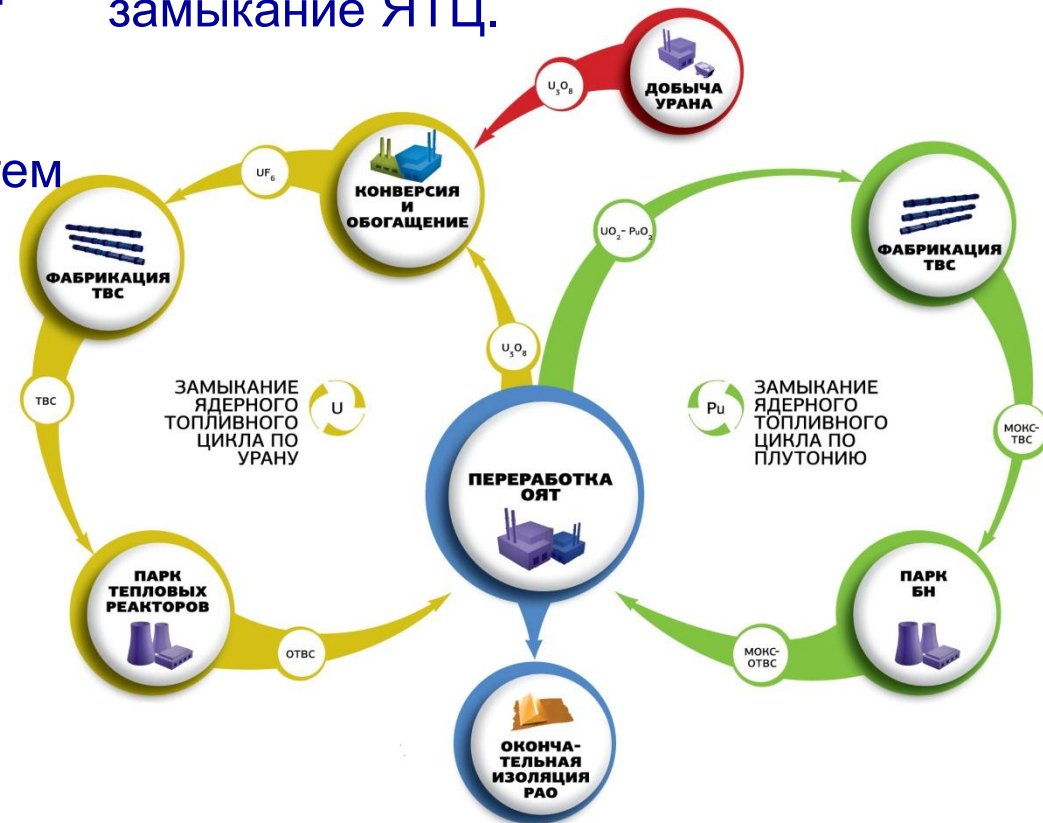 замыкание ЯТЦ.
тем
ДОБЫЧА
УРАНА
U₃O₈
КОНВЕРСИЯ
И
ОБОГАЩЕНИЕ
UF₆
ФАБРИКАЦИЯ
ТВС
ТВС
ПАРК
ТЕПЛОВЫХ
РЕАКТОРОВ
ОТВС
U₃O₈
ЗАМЫКАНИЕ
ЯДЕРНОГО
ТОПЛИВНОГО
ЦИКЛА ПО
УРАНУ
U
ПЕРЕРАБОТКА
ОЯТ
UO₂- PuO₂
ФАБРИКАЦИЯ
ТВС
Pu
ЗАМЫКАНИЕ
ЯДЕРНОГО
ТОПЛИВНОГО
ЦИКЛА ПО
ПЛУТОНИЮ
МОКС-
ТВС
ПАРК
БН
МОКС-
ОТВС
ОКОНЧА-
ТЕЛЬНАЯ
ИЗОЛЯЦИЯ
РАО